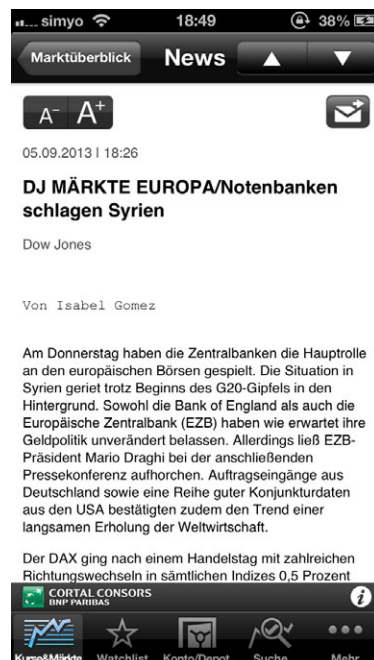 simyo 18:49 38%
Marktüberblick News
A- A+
05.09.2013 | 18:26
DJ MÄRKTE EUROPA/Notenbanken
schlagen Syrien
Dow Jones
Von Isabel Gomez
Am Donnerstag haben die Zentralbanken die Hauptrolle
an den europäischen Börsen gespielt. Die Situation in
Syrien geriet trotz Beginns des G20-Gipfels in den
Hintergrund. Sowohl die Bank of England als auch die
Europäische Zentralbank (EZB) haben wie erwartet ihre
Geldpolitik unverändert belassen. Allerdings ließ EZB-
Präsident Mario Draghi bei der anschließenden
Pressekonferenz aufhorchen. Auftragseingänge aus
Deutschland sowie eine Reihe guter Konjunkturdaten
aus den USA bestätigten zudem den Trend einer
langsamen Erholung der Weltwirtschaft.
Der DAX ging nach einem Handelstag mit zahlreichen
Richtungswechseln in sämtlichen Indizes 0,5 Prozent
CORTAL CONSORS
BNP PARIBAS
Kurse&Märkte Watchlist Konto/Depot Suche Mehr